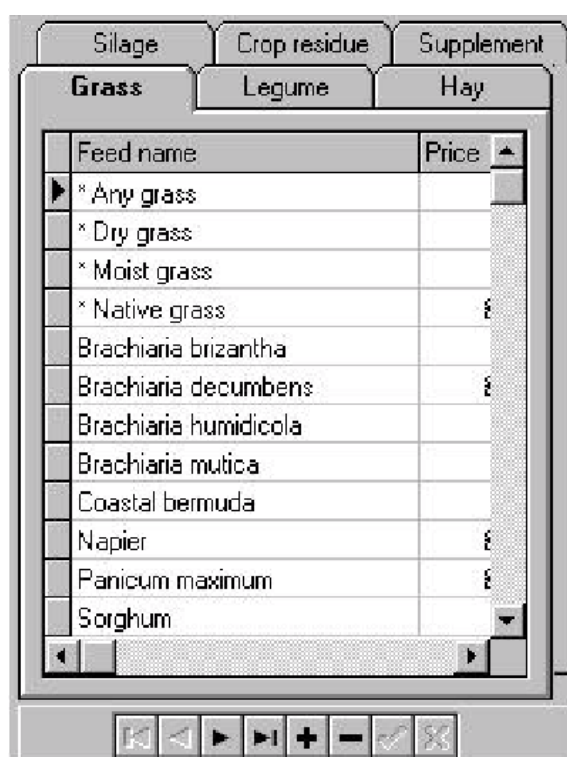 Silage Crop residue Supplement
Grass Legume Hay
Feed name Price
* Any grass
* Dry grass
* Moist grass
* Native grass
Brachiaria brizantha
Brachiaria decumbens
Brachiaria humidicola
Brachiaria mutica
Coastal bermuda
Napier
Panicum maximum
Sorghum